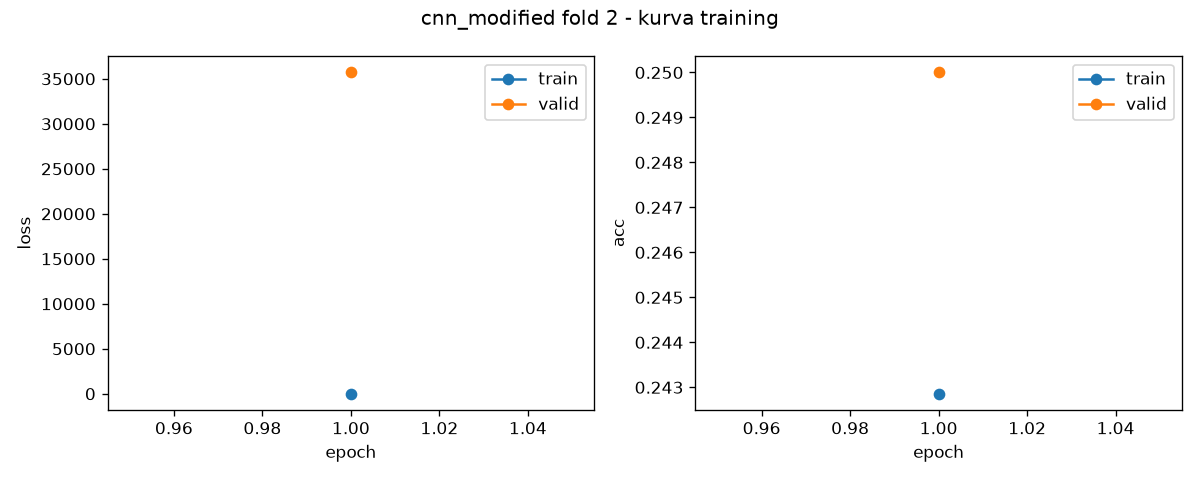 cnn_modified fold 2 - kurva training
train
valid
35000
30000
25000
20000
15000
10000
5000
0
loss
0.96 0.98 1.00 1.02 1.04
epoch
train
valid
0.250
0.249
0.248
0.247
0.246
0.245
0.244
0.243
acc
0.96 0.98 1.00 1.02 1.04
epoch